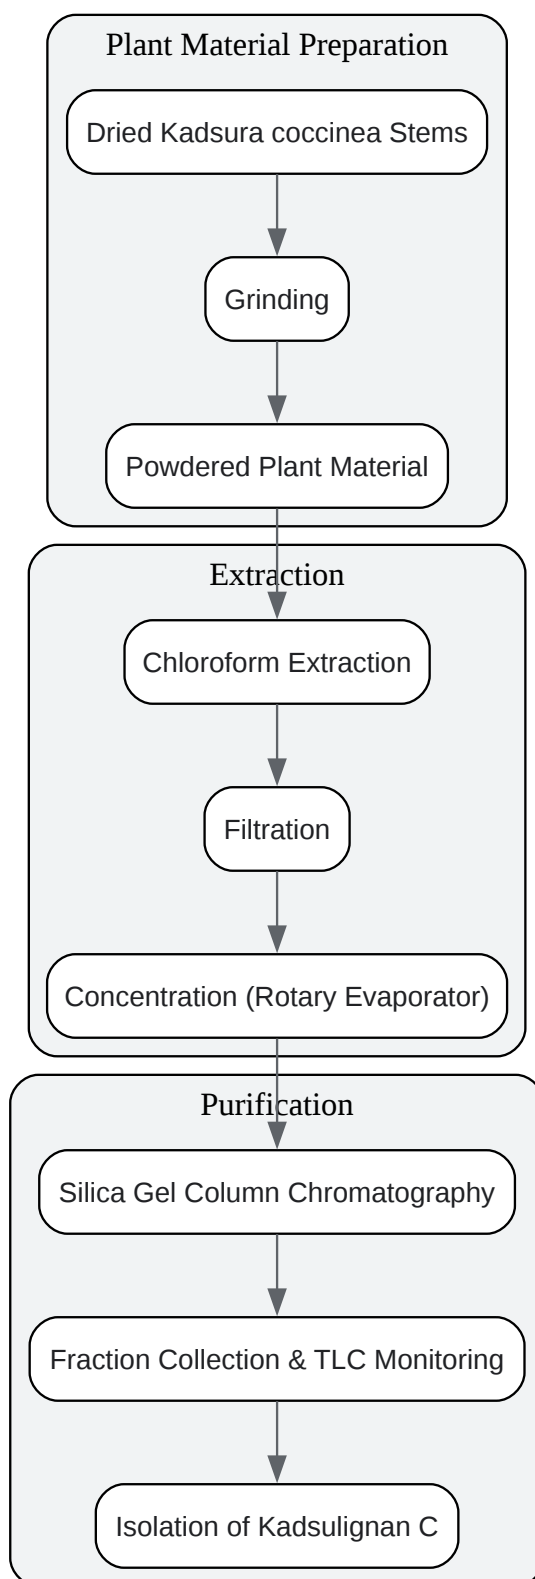 Plant Material Preparation
Dried Kadsura coccinea Stems
Grinding
Powdered Plant Material
Extraction
Chloroform Extraction
Filtration
Concentration (Rotary Evaporator)
Purification
Silica Gel Column Chromatography
Fraction Collection & TLC Monitoring
Isolation of Kadsulignan C